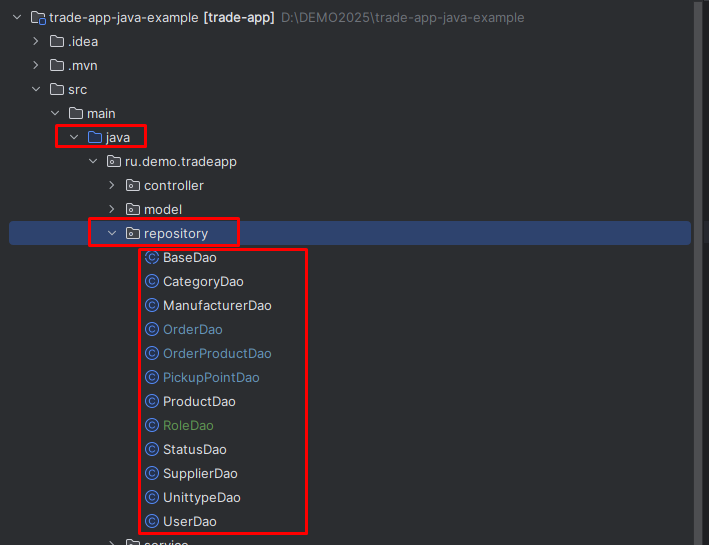 trade-app-java-example [trade-app] D:\DEMO2025\trade-app-java-example
.idea
.mvn
src
main
java
ru.demo.tradeapp
controller
model
repository
BaseDao
CategoryDao
ManufacturerDao
OrderDao
OrderProductDao
PickupPointDao
ProductDao
RoleDao
StatusDao
SupplierDao
UnittypeDao
UserDao
service